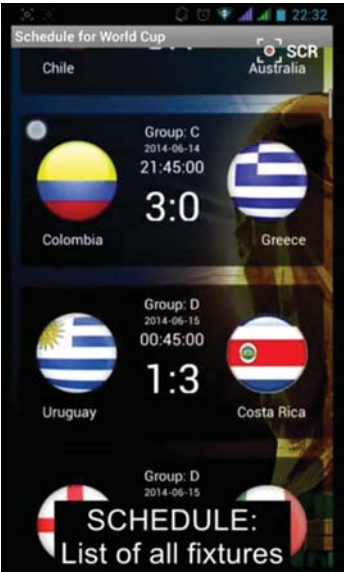 22:32
Schedule for World Cup
SCR
Chile
Australia
Group: C
2014-06-14
21:45:00
3:0
Colombia
Greece
Group: D
2014-06-15
00:45:00
1:3
Uruguay
Costa Rica
Group: D
2014-06-15
SCHEDULE:
List of all fixtures